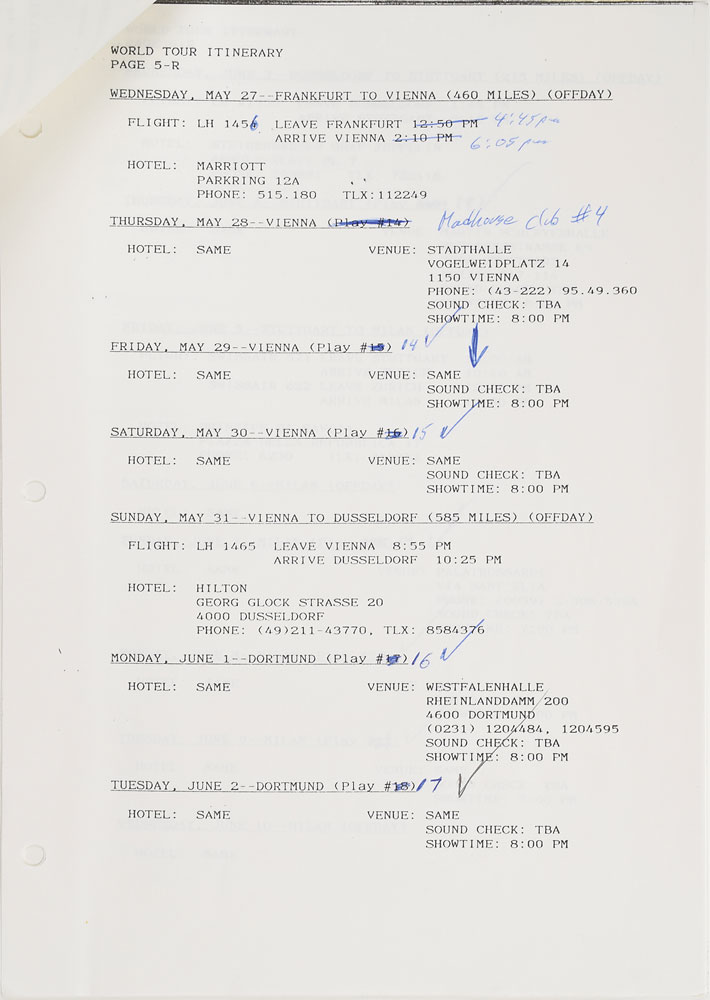 WORLD TOUR ITINERARY
PAGE 5-R
WEDNESDAY, MAY 27--FRANKFURT TO VIENNA (460 MILES) (OFFDAY)
FLIGHT: LH 1456 LEAVE FRANKFURT 12:50 PM 4:45 pm
ARRIVE VIENNA 2:10 PM 6:05 pm
HOTEL: MARRIOTT
PARKRING 12A
PHONE: 515.180 TLX:112249
THURSDAY, MAY 28--VIENNA (Play #14) Madhouse club #4
HOTEL: SAME VENUE: STADTHALLE
VOGELWEIDPLATZ 14
1150 VIENNA
PHONE: (43-222) 95.49.360
SOUND CHECK: TBA
SHOWTIME: 8:00 PM
FRIDAY, MAY 29--VIENNA (Play #15) 14
HOTEL: SAME VENUE: SAME
SOUND CHECK: TBA
SHOWTIME: 8:00 PM
SATURDAY, MAY 30--VIENNA (Play #16) 15
HOTEL: SAME VENUE: SAME
SOUND CHECK: TBA
SHOWTIME: 8:00 PM
SUNDAY, MAY 31--VIENNA TO DUSSELDORF (585 MILES) (OFFDAY)
FLIGHT: LH 1465 LEAVE VIENNA 8:55 PM
ARRIVE DUSSELDORF 10:25 PM
HOTEL: HILTON
GEORG GLOCK STRASSE 20
4000 DUSSELDORF
PHONE: (49)211-43770, TLX: 8584376
MONDAY, JUNE 1--DORTMUND (Play #17) 16
HOTEL: SAME VENUE: WESTFALENHALLE
RHEINLANDDAMM 200
4600 DORTMUND
(0231) 1204484, 1204595
SOUND CHECK: TBA
SHOWTIME: 8:00 PM
TUESDAY, JUNE 2--DORTMUND (Play #18) 17
HOTEL: SAME VENUE: SAME
SOUND CHECK: TBA
SHOWTIME: 8:00 PM